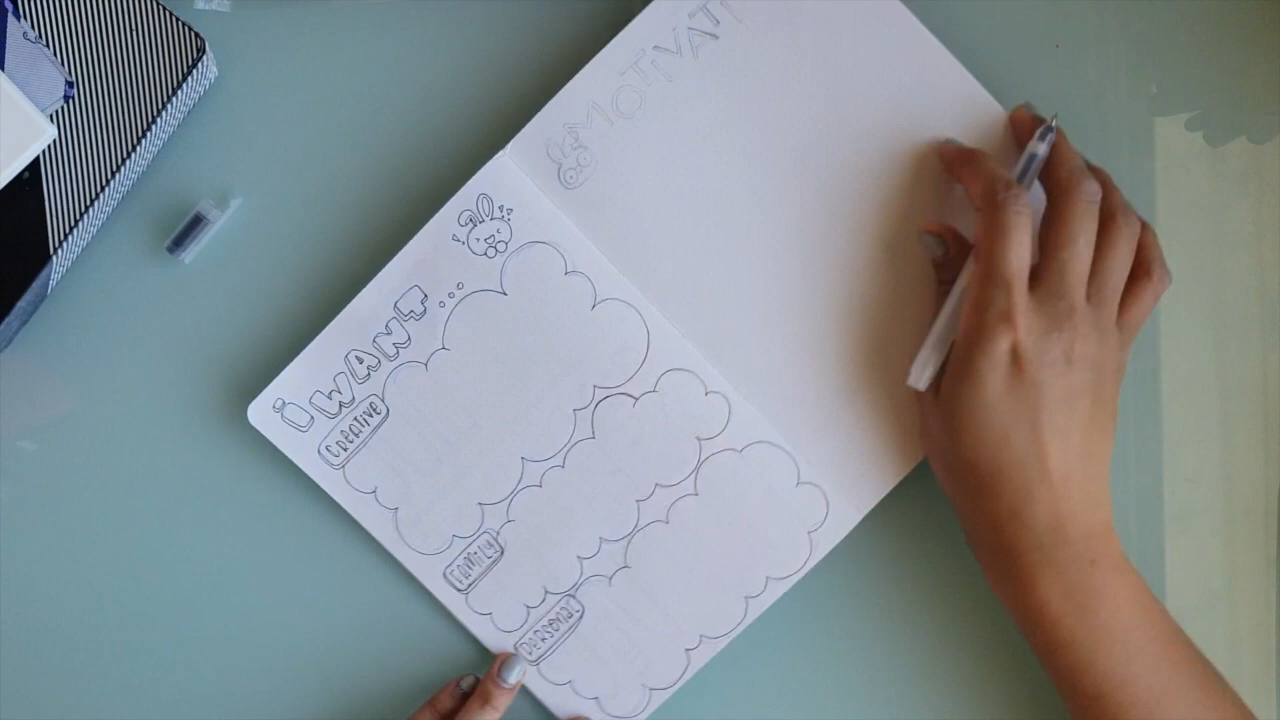 i WANT...
CREATIVE
FAMiLY
PERSONAL
MOTIVATI